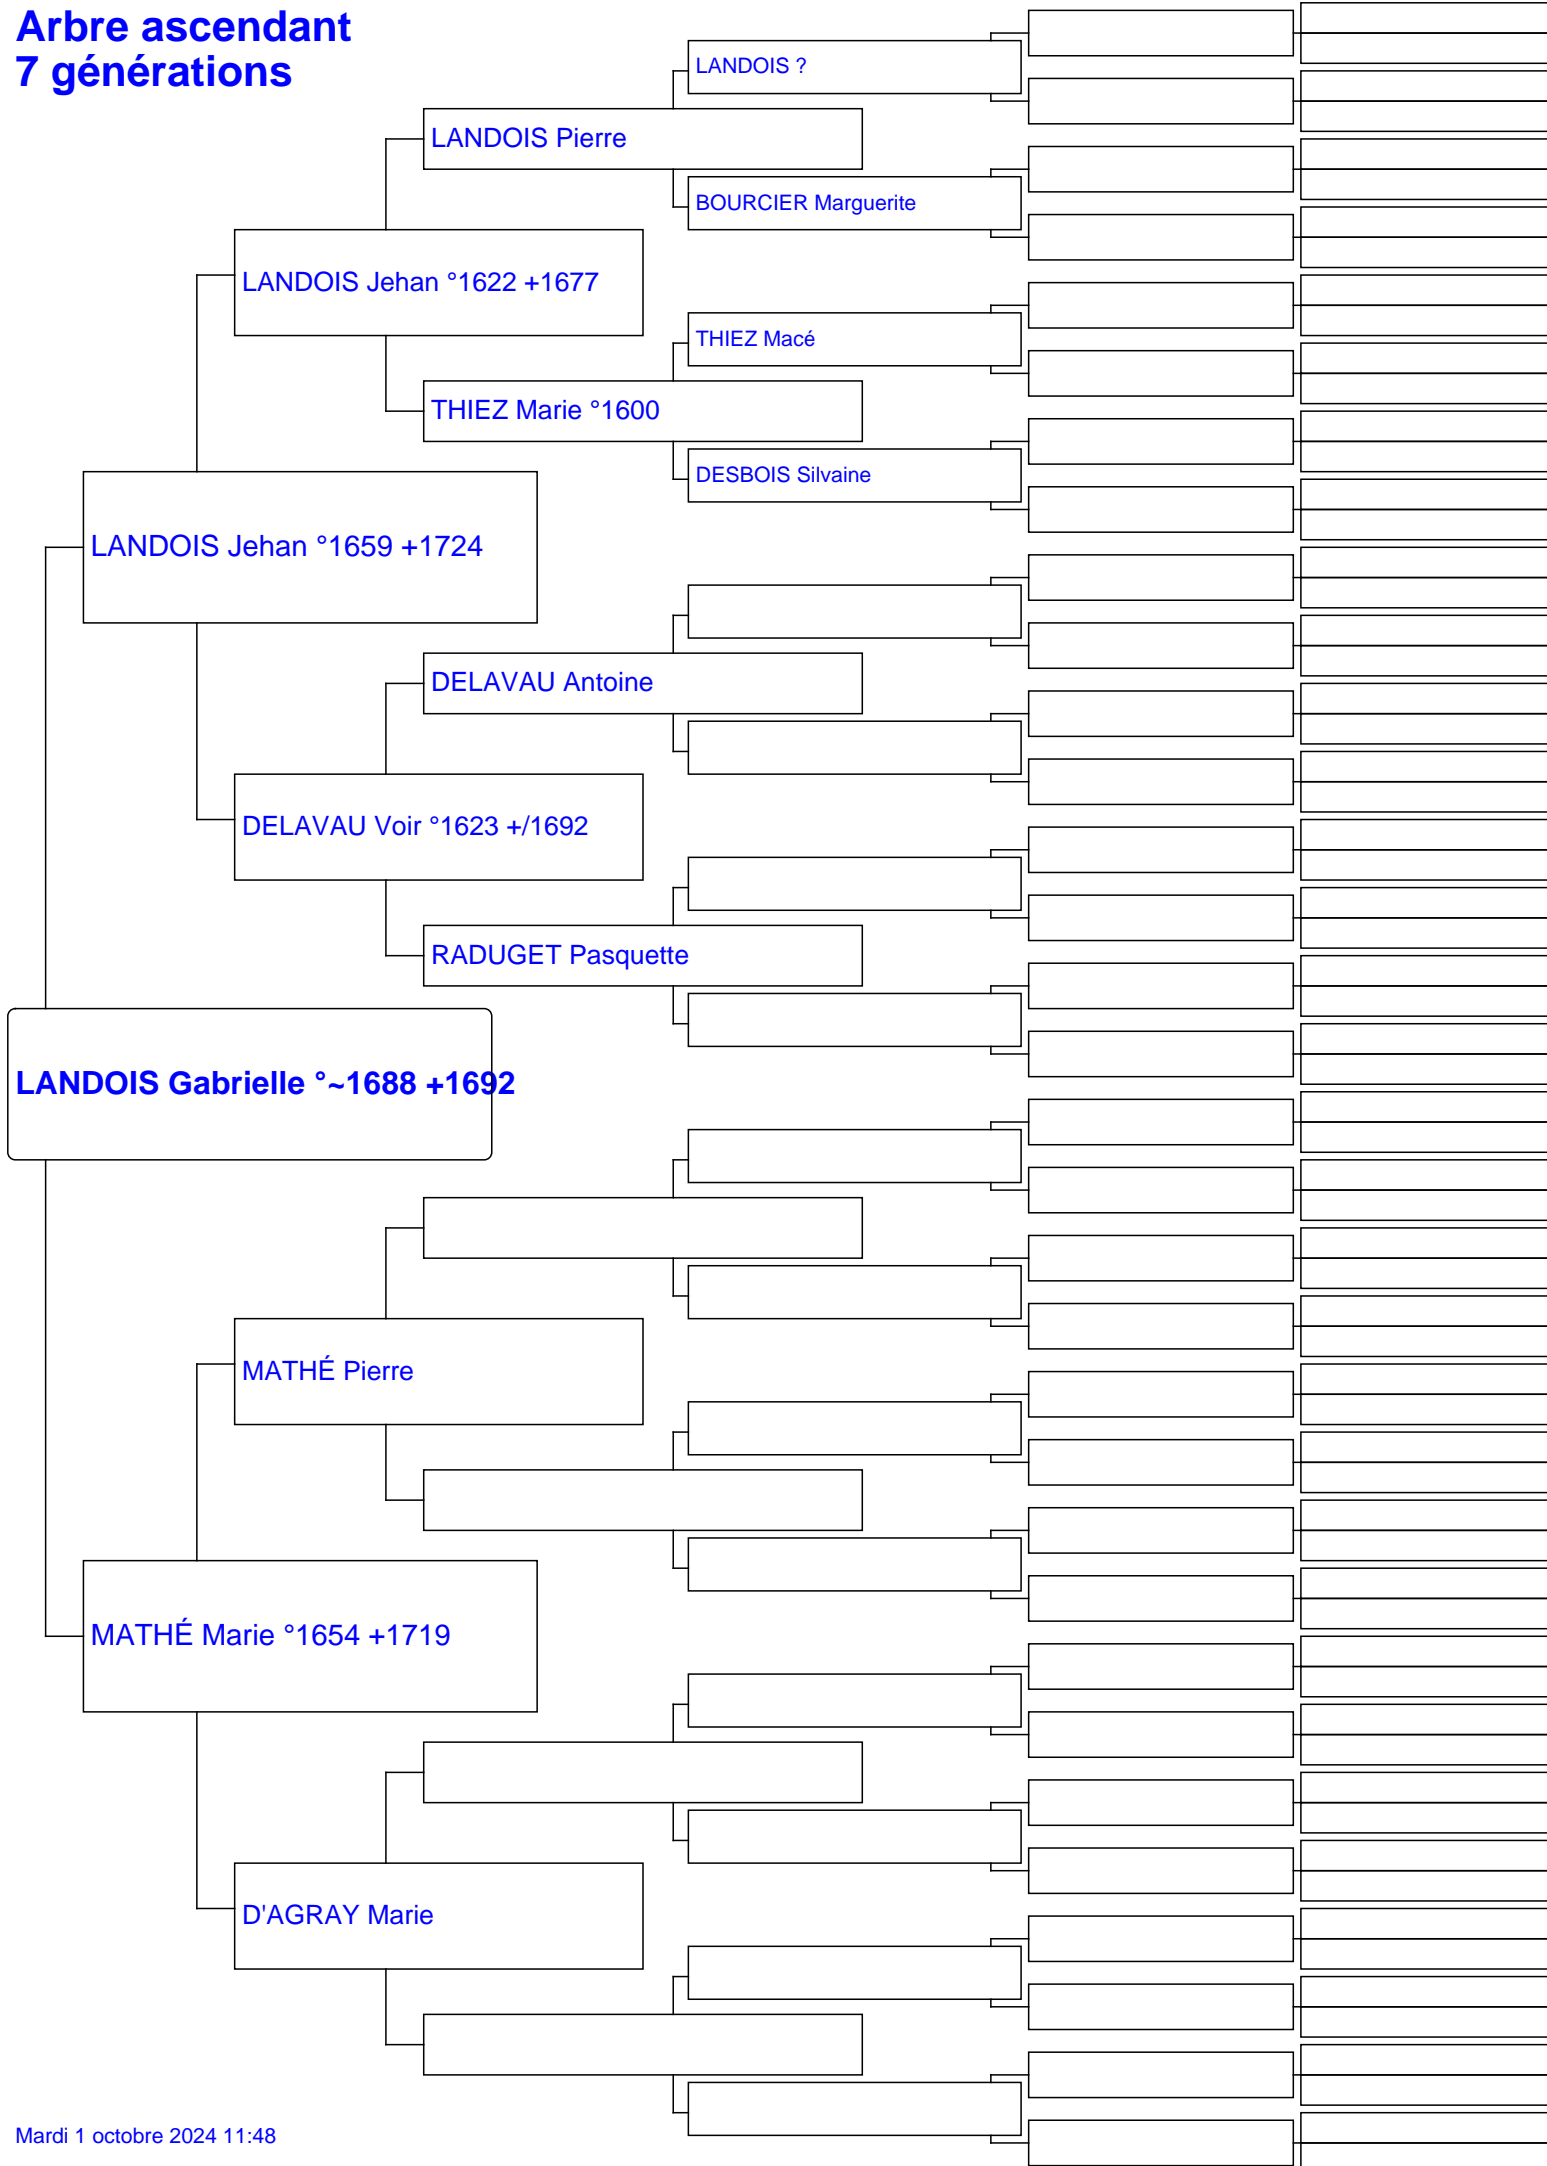 Arbre ascendant
7 générations
LANDOIS ?
LANDOIS Pierre
BOURCIER Marguerite
LANDOIS Jehan °1622 +1677
THIEZ Macé
THIEZ Marie °1600
DESBOIS Silvaine
LANDOIS Jehan °1659 +1724
DELAVAU Antoine
DELAVAU Voir °1623 +/1692
RADUGET Pasquette
LANDOIS Gabrielle °~1688 +1692
MATHÉ Pierre
MATHÉ Marie °1654 +1719
D'AGRAY Marie
Mardi 1 octobre 2024 11:48